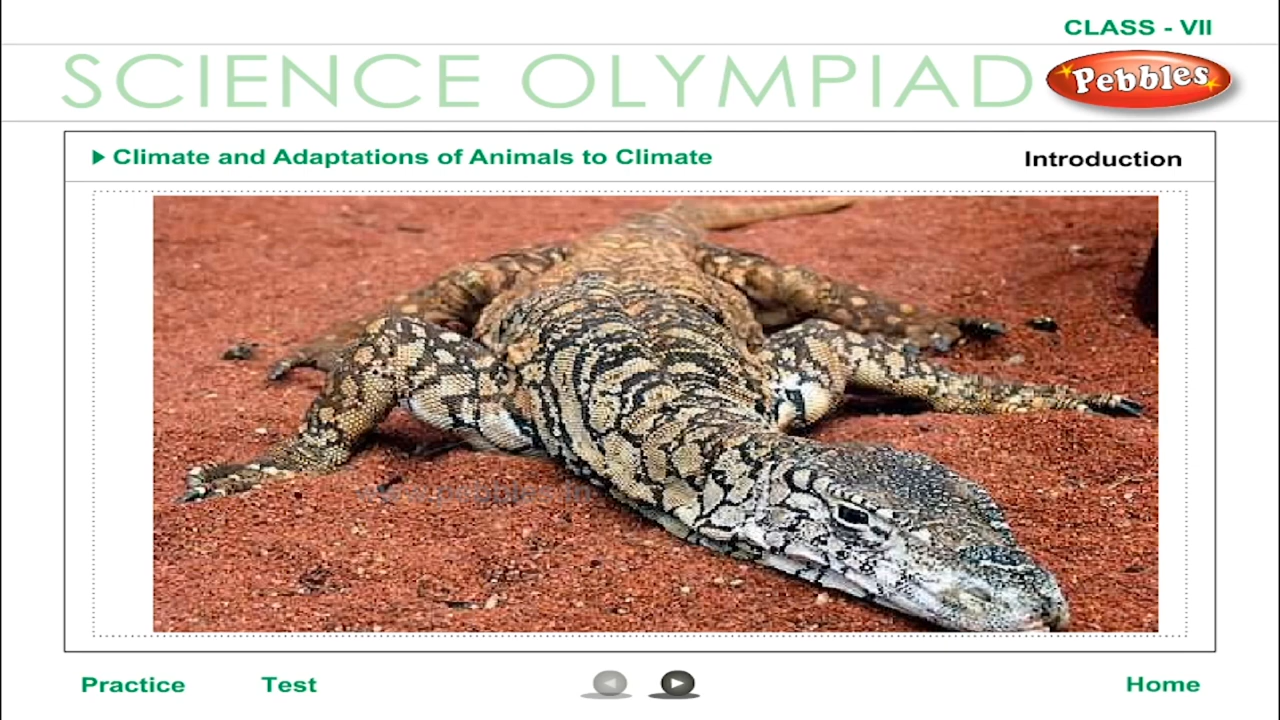 CLASS - VII
SCIENCE OLYMPIAD
Pebbles
Climate and Adaptations of Animals to Climate
Introduction
Practice
Test
Home